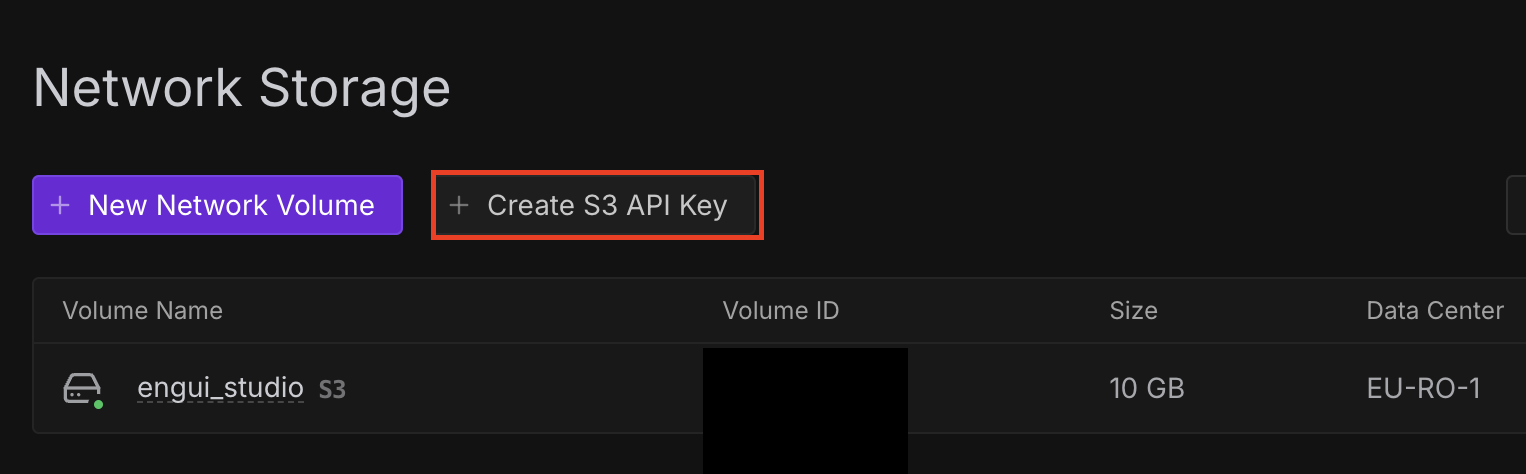 Network Storage
+ New Network Volume
+ Create S3 API Key
Volume Name Volume ID Size Data Center
engui_studio S3 10 GB EU-RO-1